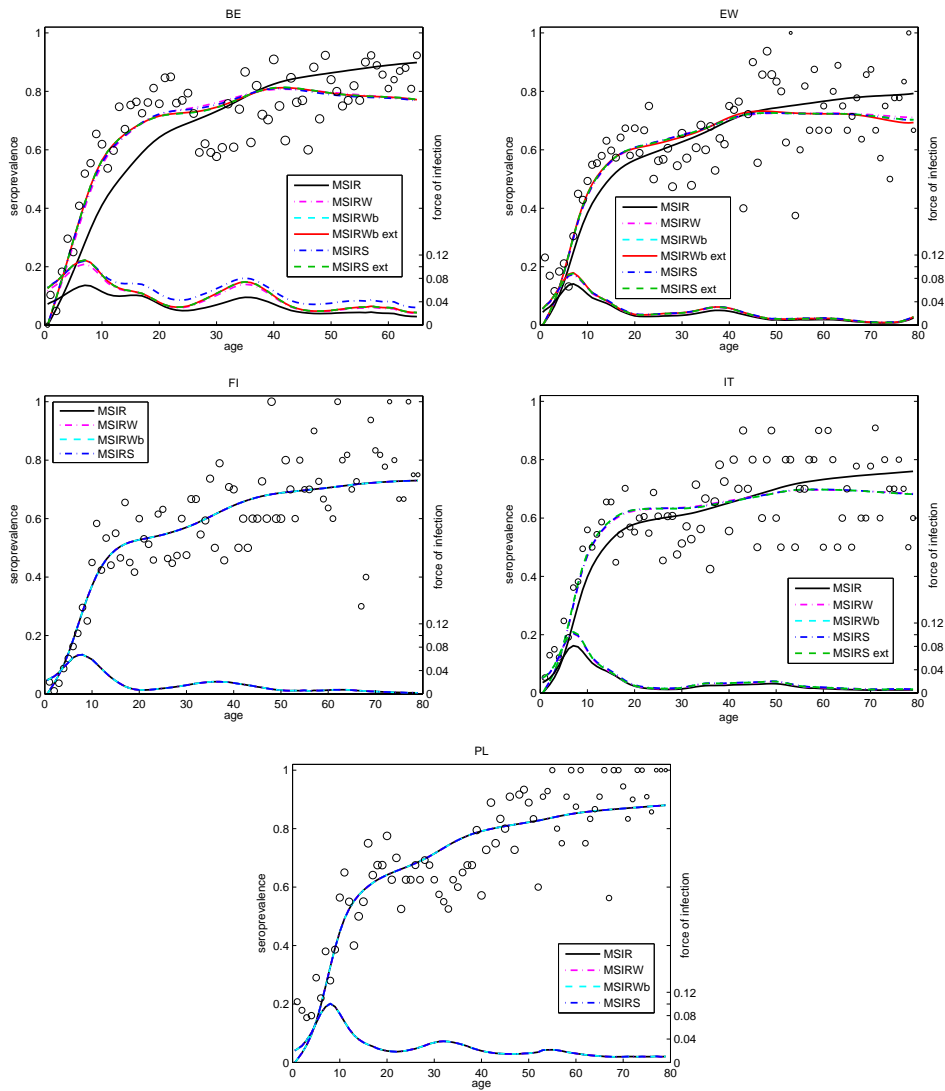 BE
1
0.8
0.6
0.4
0.2
0
seroprevalence
0.12
0.08
0.04
0
force of infection
0 10 20 30 40 50 60
age
MSIR
MSIRW
MSIRWb
MSIRWb ext
MSIRS
MSIRS ext
EW
1
0.8
0.6
0.4
0.2
0
seroprevalence
0.12
0.08
0.04
0
force of infection
0 10 20 30 40 50 60 70 80
age
MSIR
MSIRW
MSIRWb
MSIRWb ext
MSIRS
MSIRS ext
FI
1
0.8
0.6
0.4
0.2
0
seroprevalence
0.12
0.08
0.04
0
force of infection
0 10 20 30 40 50 60 70 80
age
MSIR
MSIRW
MSIRWb
MSIRS
IT
1
0.8
0.6
0.4
0.2
0
seroprevalence
0.12
0.08
0.04
0
force of infection
0 10 20 30 40 50 60 70 80
age
MSIR
MSIRW
MSIRWb
MSIRS
MSIRS ext
PL
1
0.8
0.6
0.4
0.2
0
seroprevalence
0.12
0.08
0.04
0
force of infection
0 10 20 30 40 50 60 70 80
age
MSIR
MSIRW
MSIRWb
MSIRS